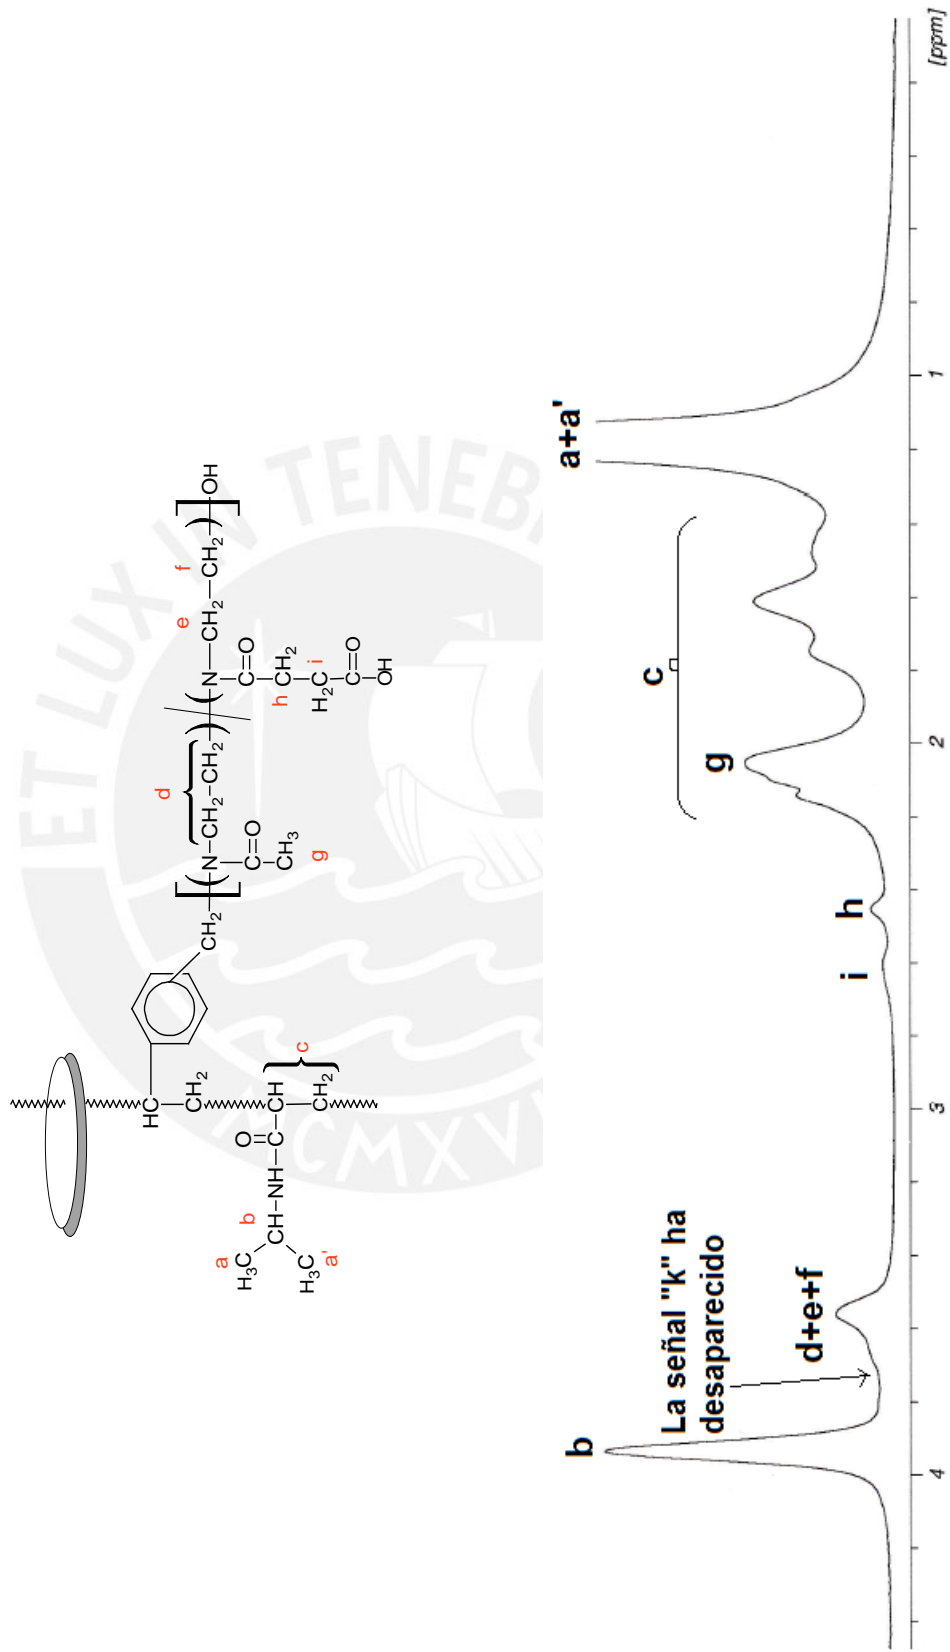 ET LUX IN TENEB
MCMXV
HC
d
e
f
CH2
CH2
N
CH2-CH2
N
CH2
CH2
OH
a
H3C
b
CH-NH-C
O
CH
c
CH2
H3C
a'
C
O
CH3
g
C
O
h
CH2
H2C
i
C
O
OH
a+a'
b
c
La señal "k" ha
desaparecido
g
d+e+f
i
h
4
3
2
1
[ppm]